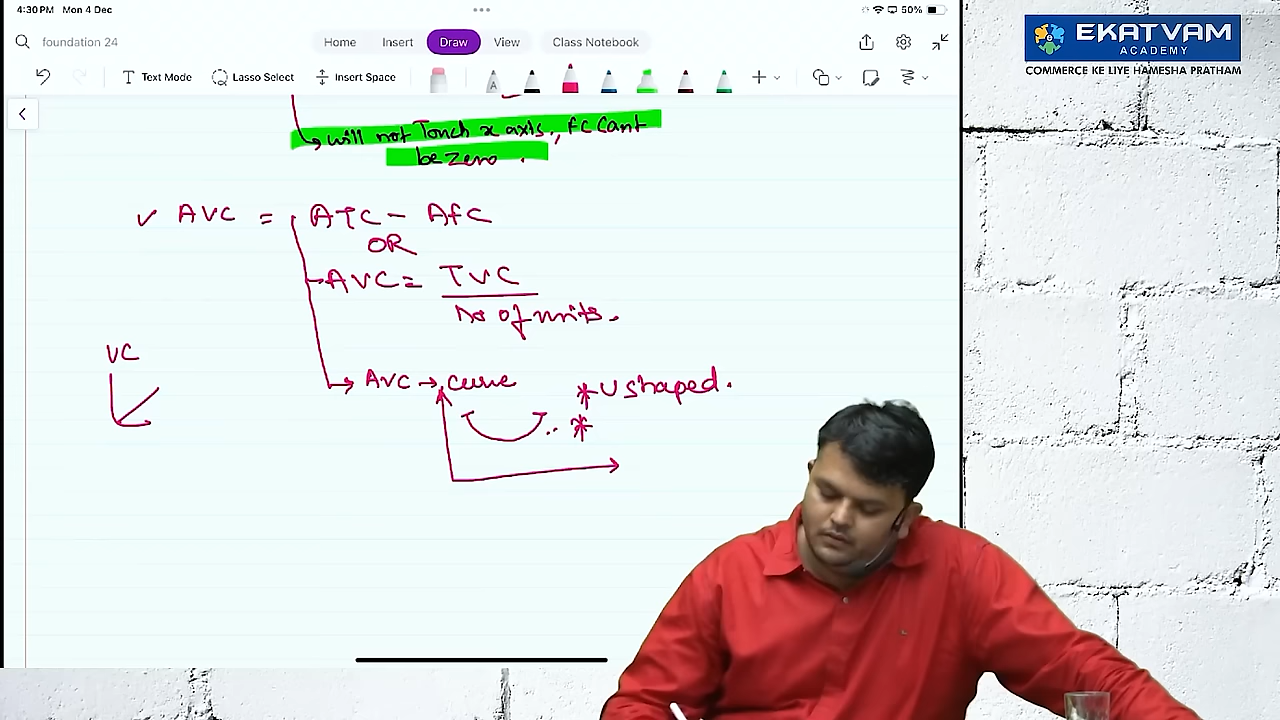 4:30 PM Mon 4 Dec
50%
foundation 24
Home Insert Draw View Class Notebook
Text Mode Lasso Select Insert Space
will not Touch x axis, FC Cant
be zero.
AVC = ATC - AFC
OR
AVC = TVC
No of units.
VC
AVC → curve
* U shaped.
*
EKATVAM
ACADEMY
COMMERCE KE LIYE HAMESHA PRATHAM